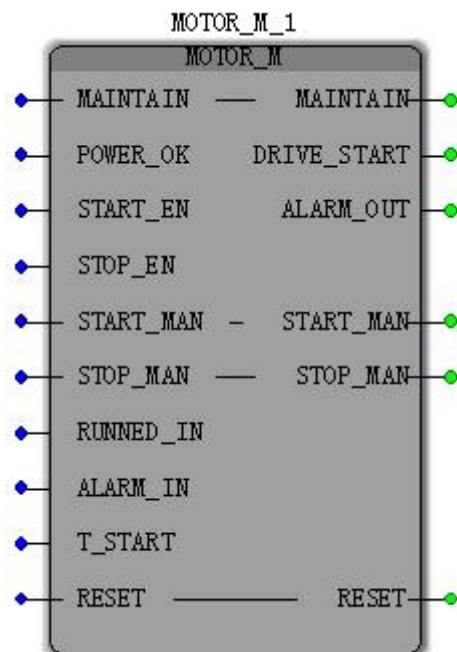 MOTOR_M_1
MOTOR_M
MAINTAIN MAINTAIN
POWER_OK DRIVE_START
START_EN ALARM_OUT
STOP_EN
START_MAN START_MAN
STOP_MAN STOP_MAN
RUNNED_IN
ALARM_IN
T_START
RESET RESET